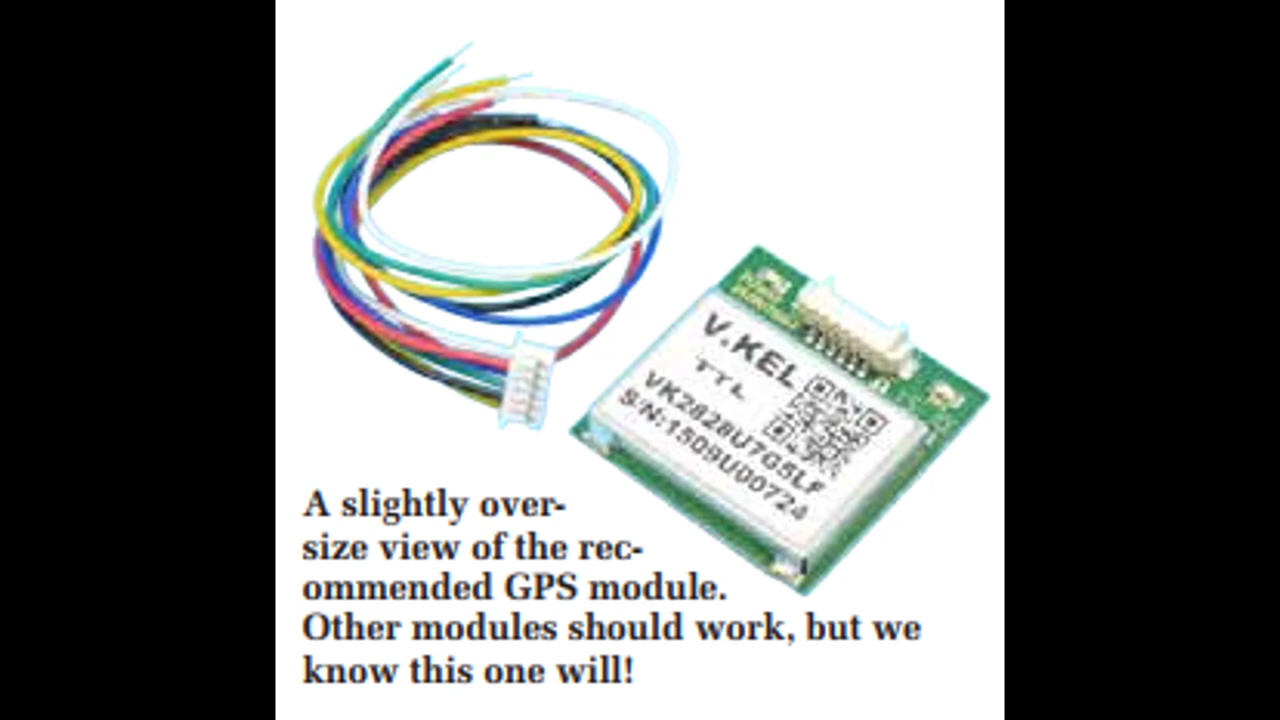 V.KEL
TTL
VK2828U7G5LF
S/N:1509U00724
A slightly over-
size view of the rec-
ommended GPS module.
Other modules should work, but we
know this one will!